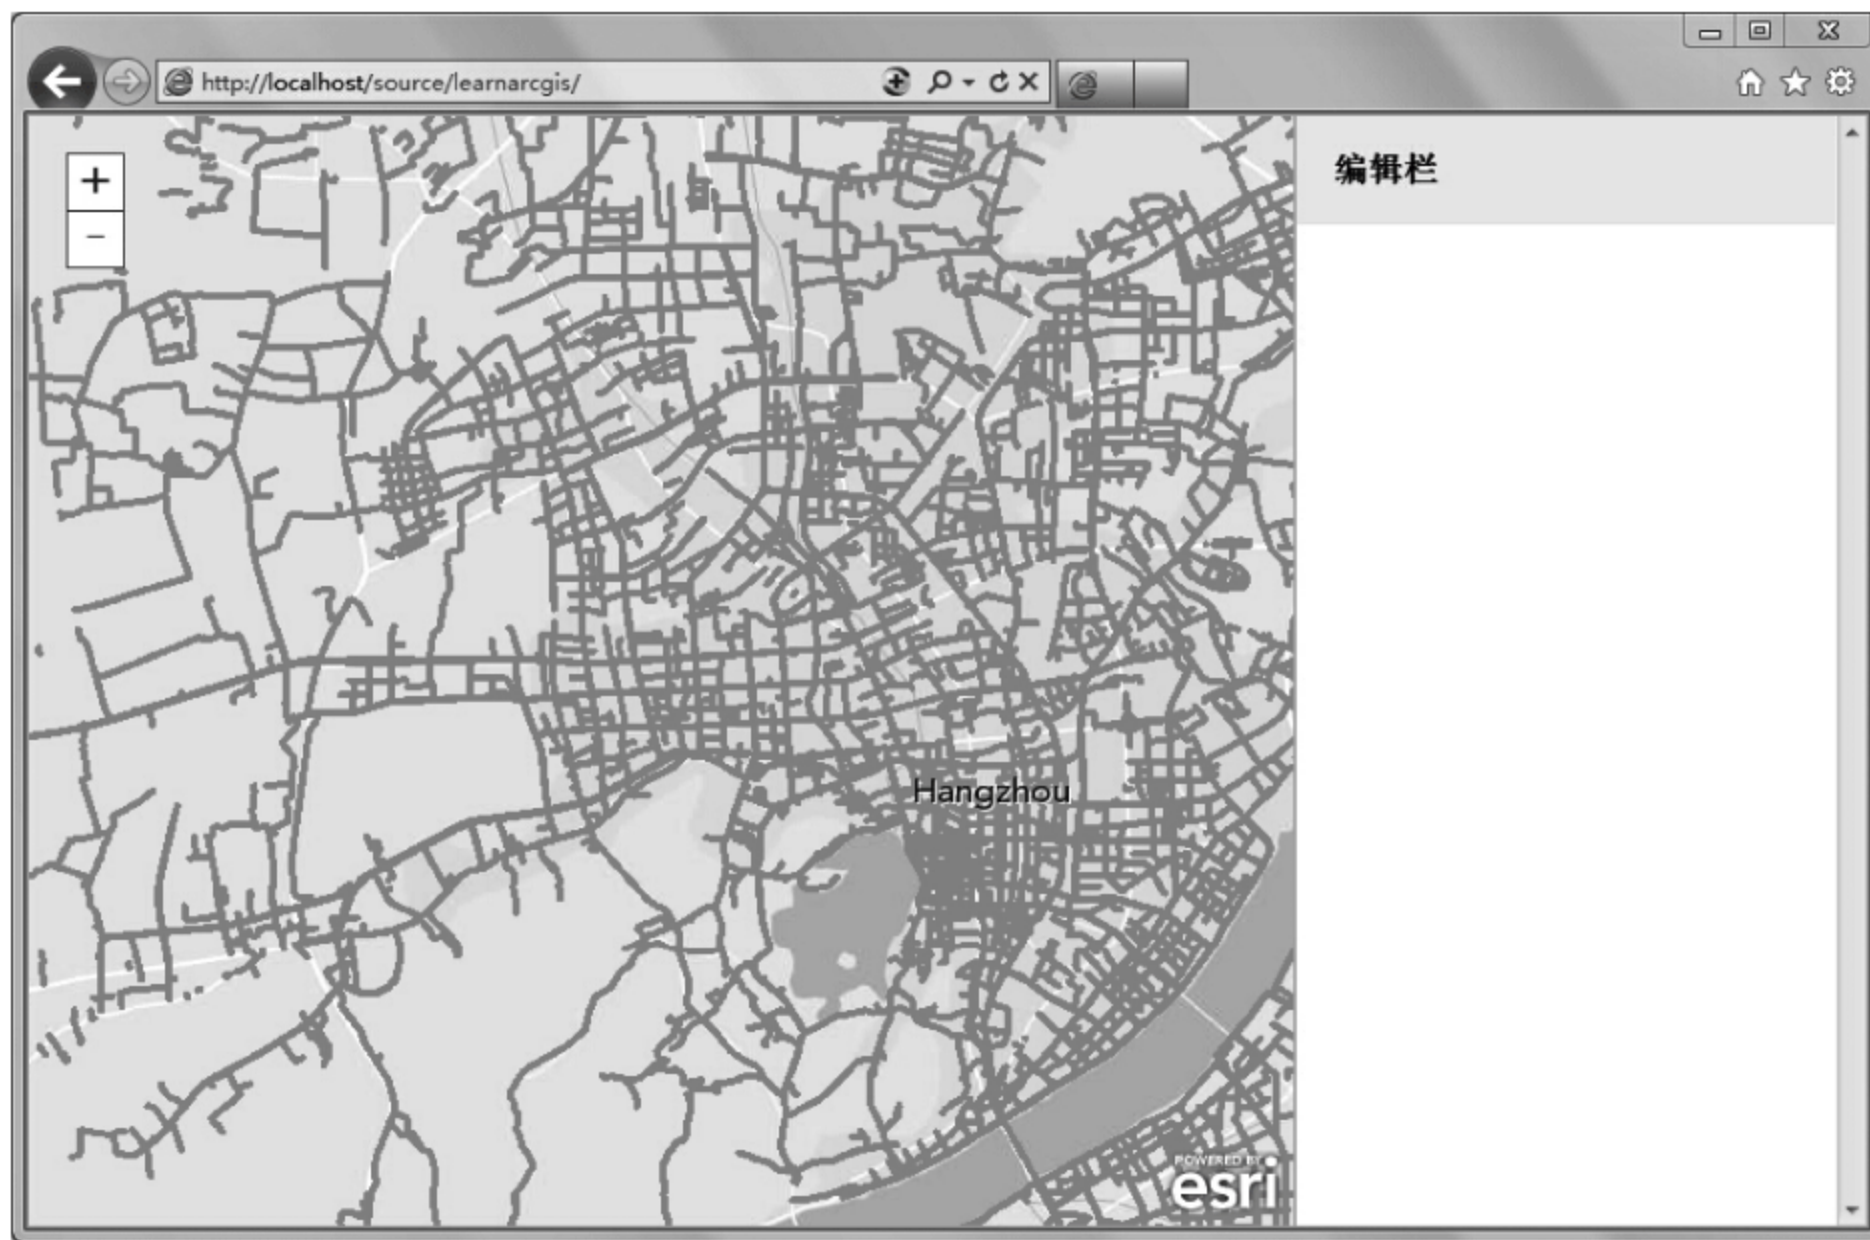 http://localhost/source/learnarcgis/
+
编辑栏
−
Hangzhou
POWERED BY
esri